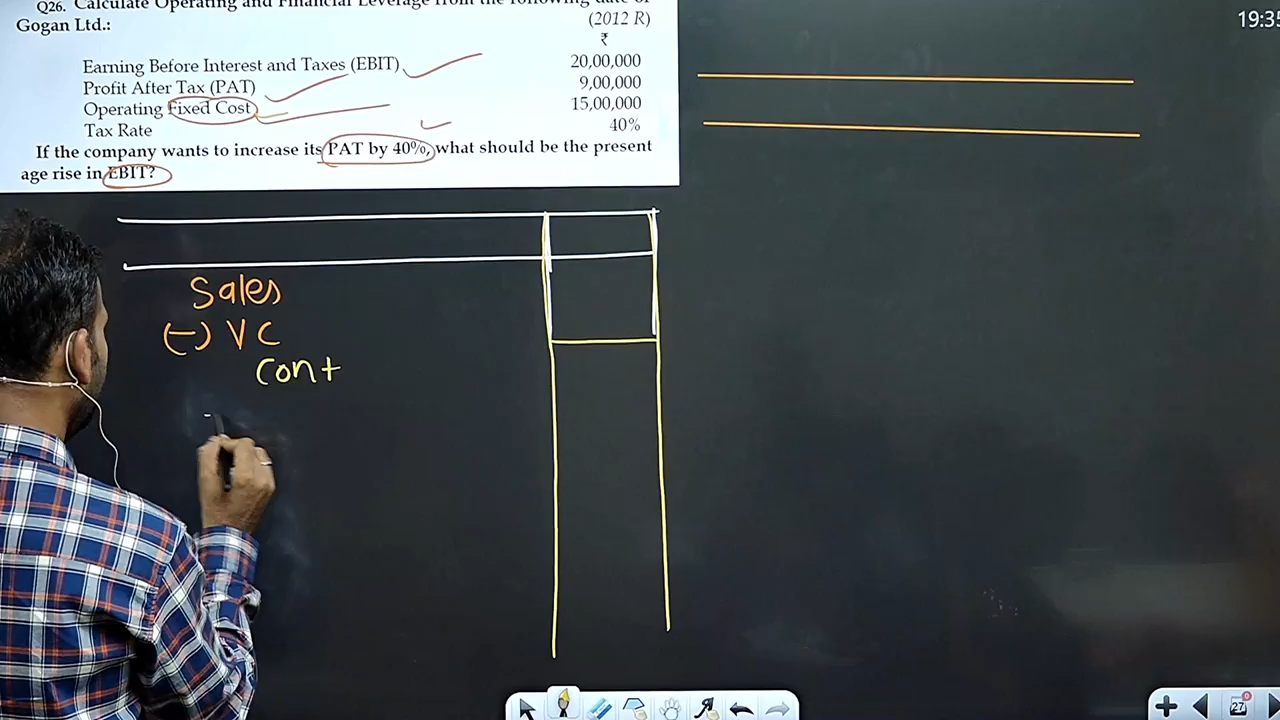 Q26. Calculate Operating and Financial Leverage from the following date of
Gogan Ltd.: (2012 R)
₹
Earning Before Interest and Taxes (EBIT) 20,00,000
Profit After Tax (PAT) 9,00,000
Operating Fixed Cost 15,00,000
Tax Rate 40%
If the company wants to increase its PAT by 40%, what should be the present
age rise in EBIT?
19:35
Sales
(-) VC
Cont
27
0